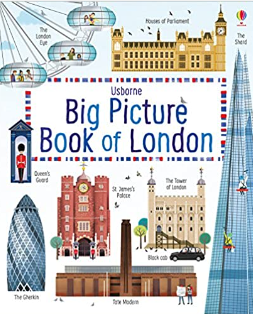 The London Eye
Houses of Parliament
The Shard
Usborne
Big Picture
Book of London
Queen's Guard
St James's Palace
The Tower of London
Black cab
The Gherkin
Tate Modern